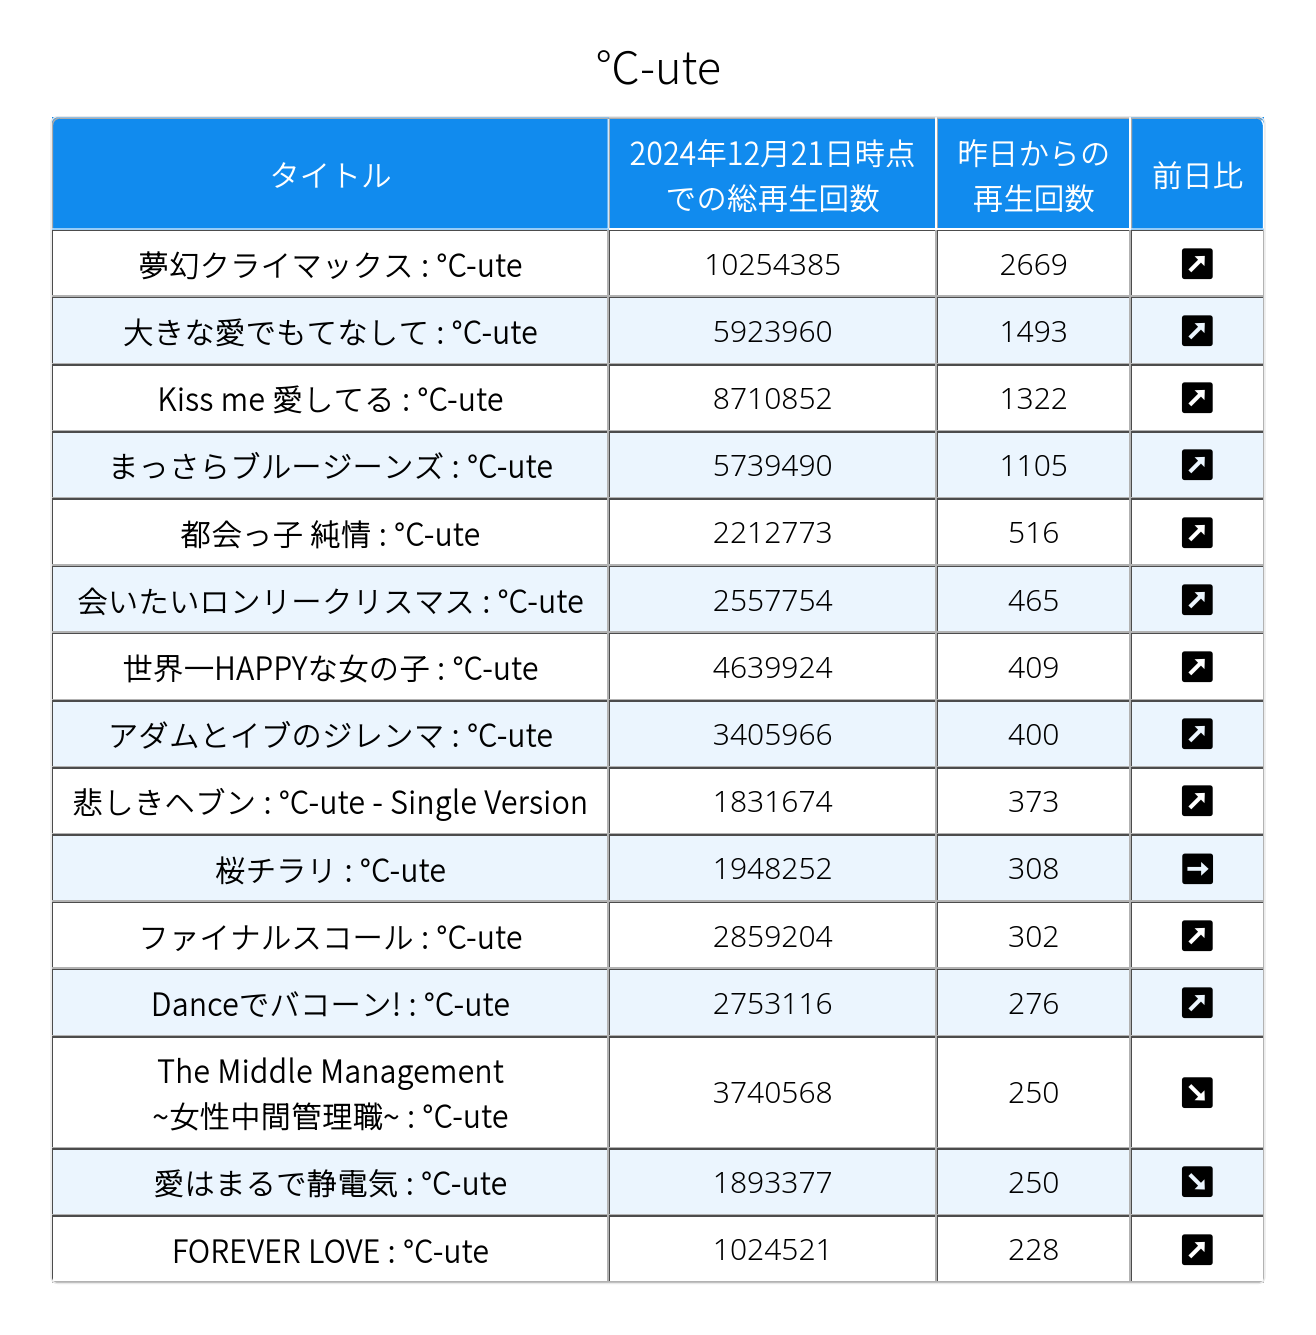 °C-ute
タイトル
2024年12月21日時点
での総再生回数
昨日からの
再生回数
前日比
夢幻クライマックス : °C-ute 10254385 2669 ↗
大きな愛でもてなして : °C-ute 5923960 1493 ↗
Kiss me 愛してる : °C-ute 8710852 1322 ↗
まっさらブルージーンズ : °C-ute 5739490 1105 ↗
都会っ子 純情 : °C-ute 2212773 516 ↗
会いたいロンリークリスマス : °C-ute 2557754 465 ↗
世界一HAPPYな女の子 : °C-ute 4639924 409 ↗
アダムとイブのジレンマ : °C-ute 3405966 400 ↗
悲しきヘブン : °C-ute - Single Version 1831674 373 ↗
桜チラリ : °C-ute 1948252 308 →
ファイナルスコール : °C-ute 2859204 302 ↗
Danceでバコーン! : °C-ute 2753116 276 ↗
The Middle Management
~女性中間管理職~ : °C-ute 3740568 250 ↘
愛はまるで静電気 : °C-ute 1893377 250 ↘
FOREVER LOVE : °C-ute 1024521 228 ↗